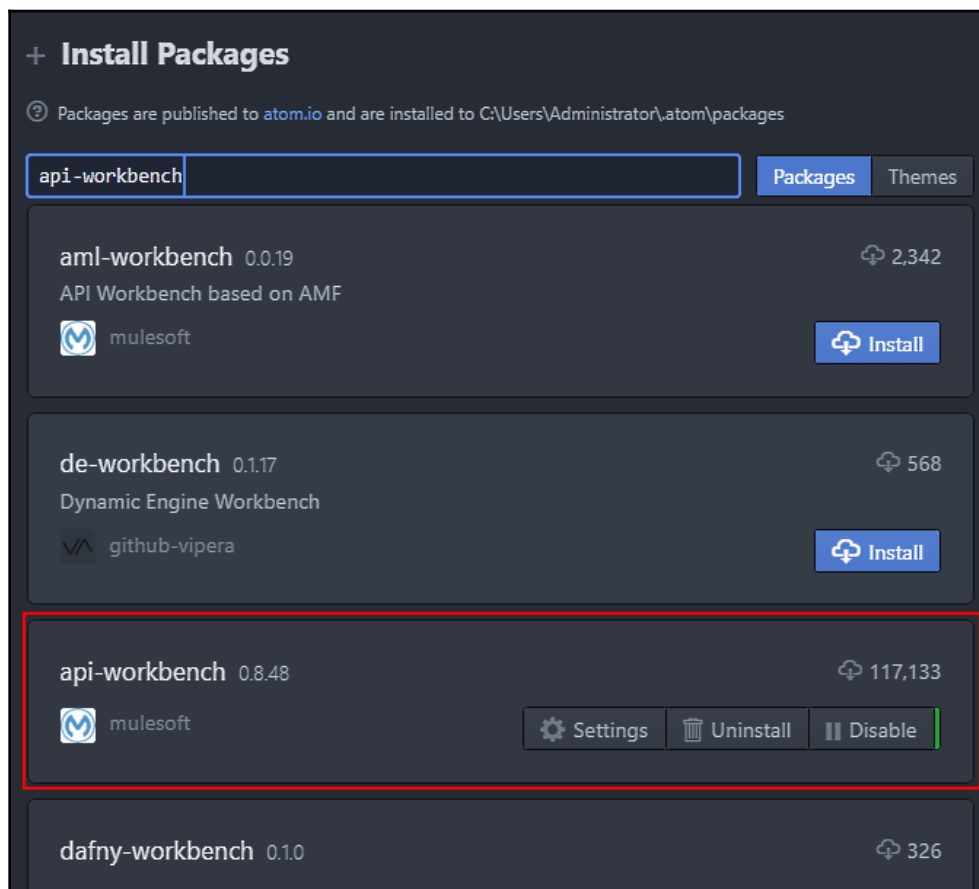 Install Packages
Packages are published to atom.io and are installed to C:\Users\Administrator\.atom\packages
api-workbench
Packages Themes
aml-workbench 0.0.19 2,342
API Workbench based on AMF
mulesoft
Install
de-workbench 0.1.17 568
Dynamic Engine Workbench
github-vipera
Install
api-workbench 0.8.48 117,133
mulesoft Settings Uninstall Disable
dafny-workbench 0.1.0 326